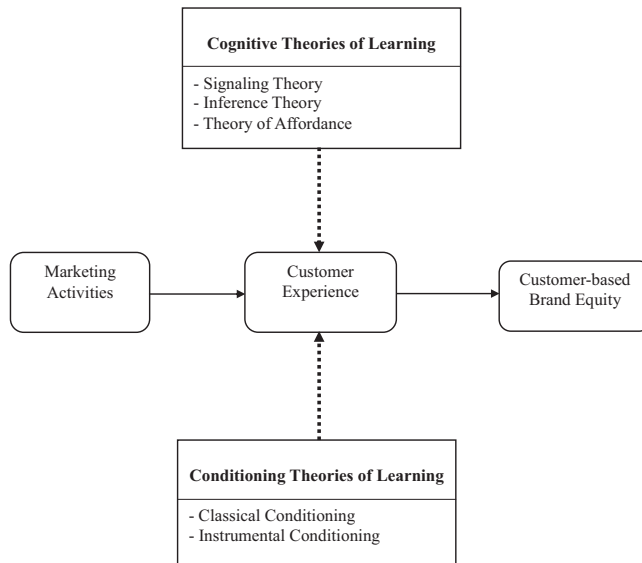 Cognitive Theories of Learning
- Signaling Theory
- Inference Theory
- Theory of Affordance
Marketing
Activities
Customer
Experience
Customer-based
Brand Equity
Conditioning Theories of Learning
- Classical Conditioning
- Instrumental Conditioning